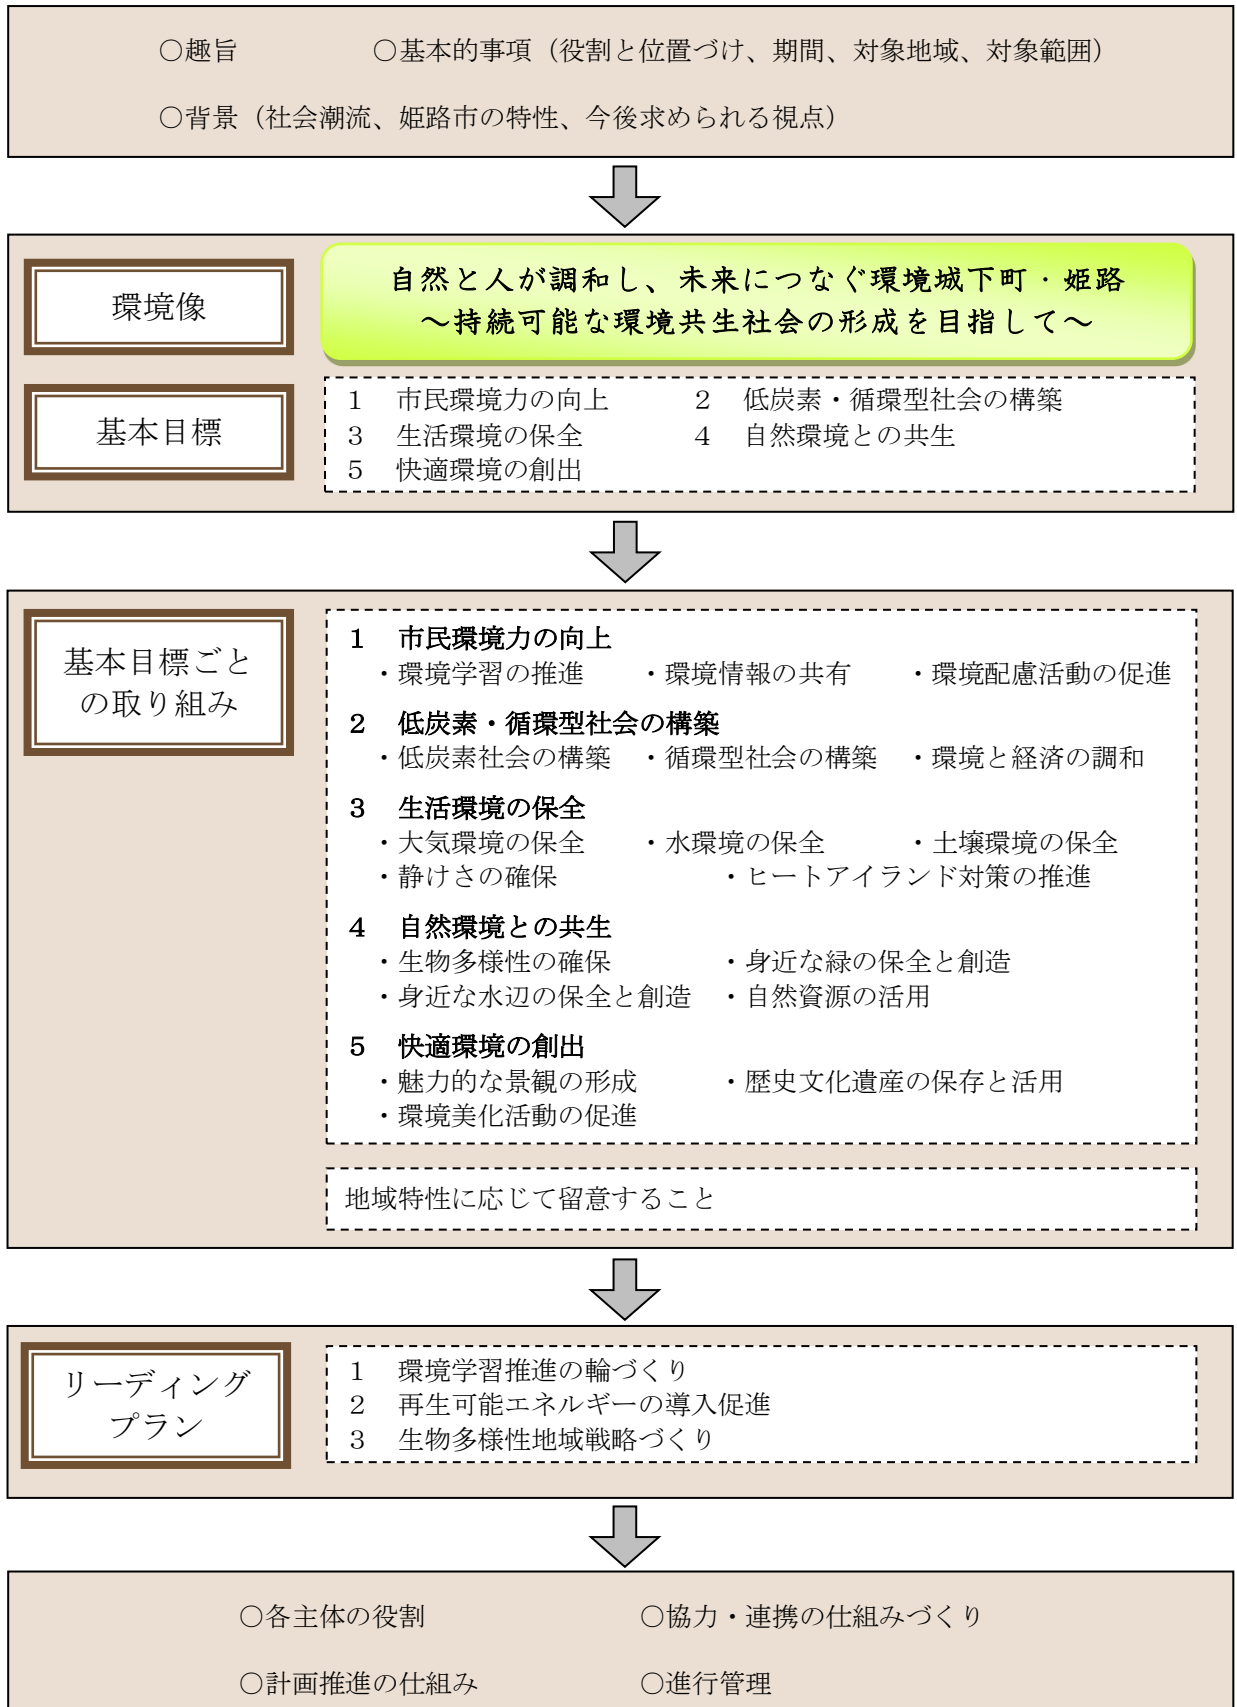 ○趣旨　○基本的事項（役割と位置づけ、期間、対象地域、対象範囲）
○背景（社会潮流、姫路市の特性、今後求められる視点）
環境像
自然と人が調和し、未来につなぐ環境城下町・姫路
～持続可能な環境共生社会の形成を目指して～
基本目標
１　市民環境力の向上　２　低炭素・循環型社会の構築
３　生活環境の保全　４　自然環境との共生
５　快適環境の創出
基本目標ごと
の取り組み
１　市民環境力の向上
・環境学習の推進　・環境情報の共有　・環境配慮活動の促進
２　低炭素・循環型社会の構築
・低炭素社会の構築　・循環型社会の構築　・環境と経済の調和
３　生活環境の保全
・大気環境の保全　・水環境の保全　・土壌環境の保全
・静けさの確保　・ヒートアイランド対策の推進
４　自然環境との共生
・生物多様性の確保　・身近な緑の保全と創造
・身近な水辺の保全と創造　・自然資源の活用
５　快適環境の創出
・魅力的な景観の形成　・歴史文化遺産の保存と活用
・環境美化活動の促進
地域特性に応じて留意すること
リーディング
プラン
１　環境学習推進の輪づくり
２　再生可能エネルギーの導入促進
３　生物多様性地域戦略づくり
○各主体の役割　○協力・連携の仕組みづくり
○計画推進の仕組み　○進行管理